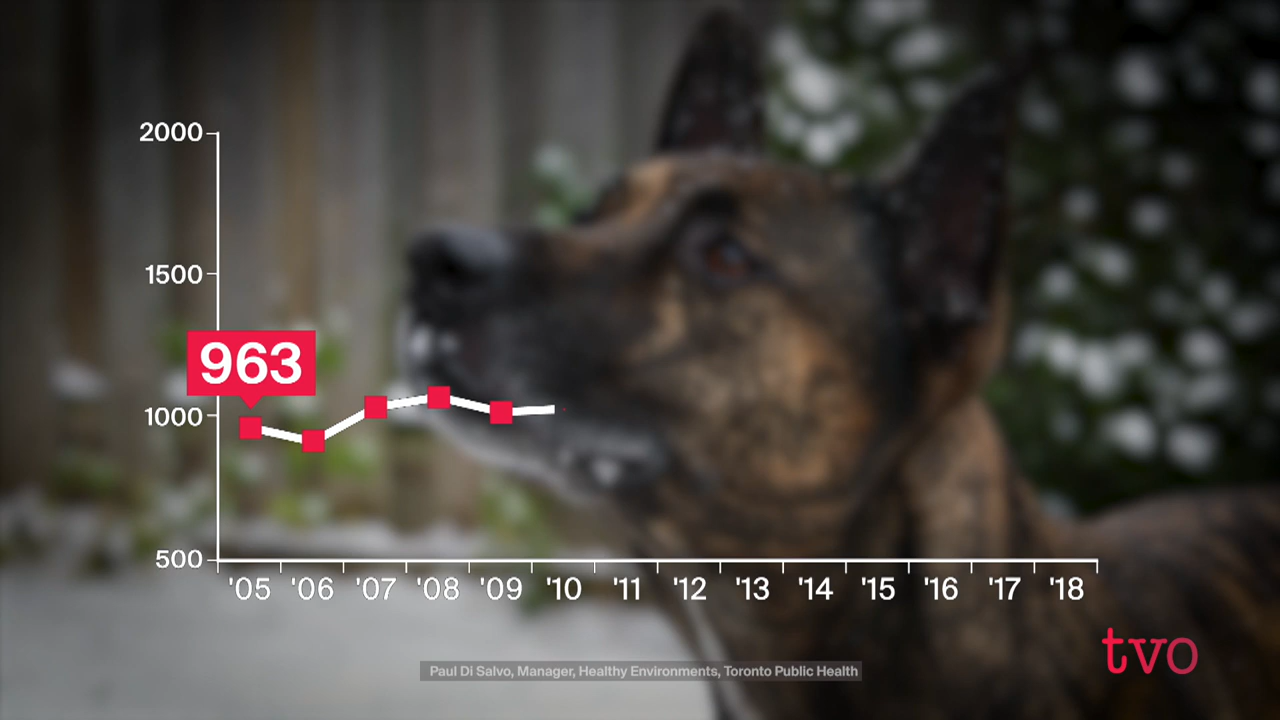 2000
1500
963
1000
500
'05 '06 '07 '08 '09 '10 '11 '12 '13 '14 '15 '16 '17 '18
tvo
Paul Di Salvo, Manager, Healthy Environments, Toronto Public Health